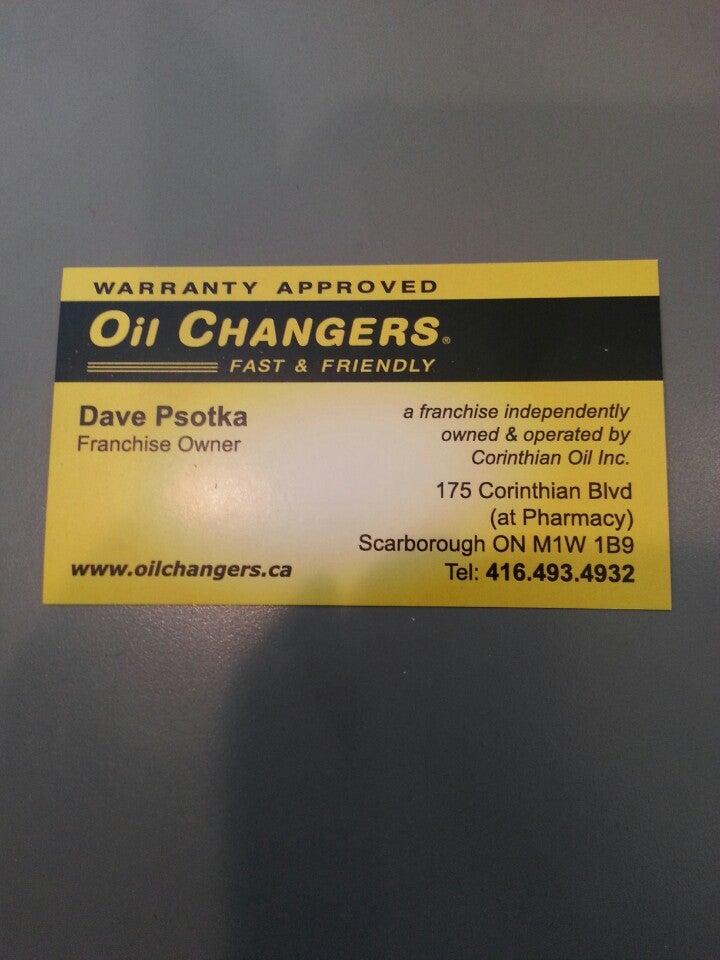 WARRANTY APPROVED
Oil CHANGERS®
FAST & FRIENDLY
Dave Psotka
Franchise Owner
a franchise independently
owned & operated by
Corinthian Oil Inc.
175 Corinthian Blvd
(at Pharmacy)
Scarborough ON M1W 1B9
www.oilchangers.ca
Tel: 416.493.4932